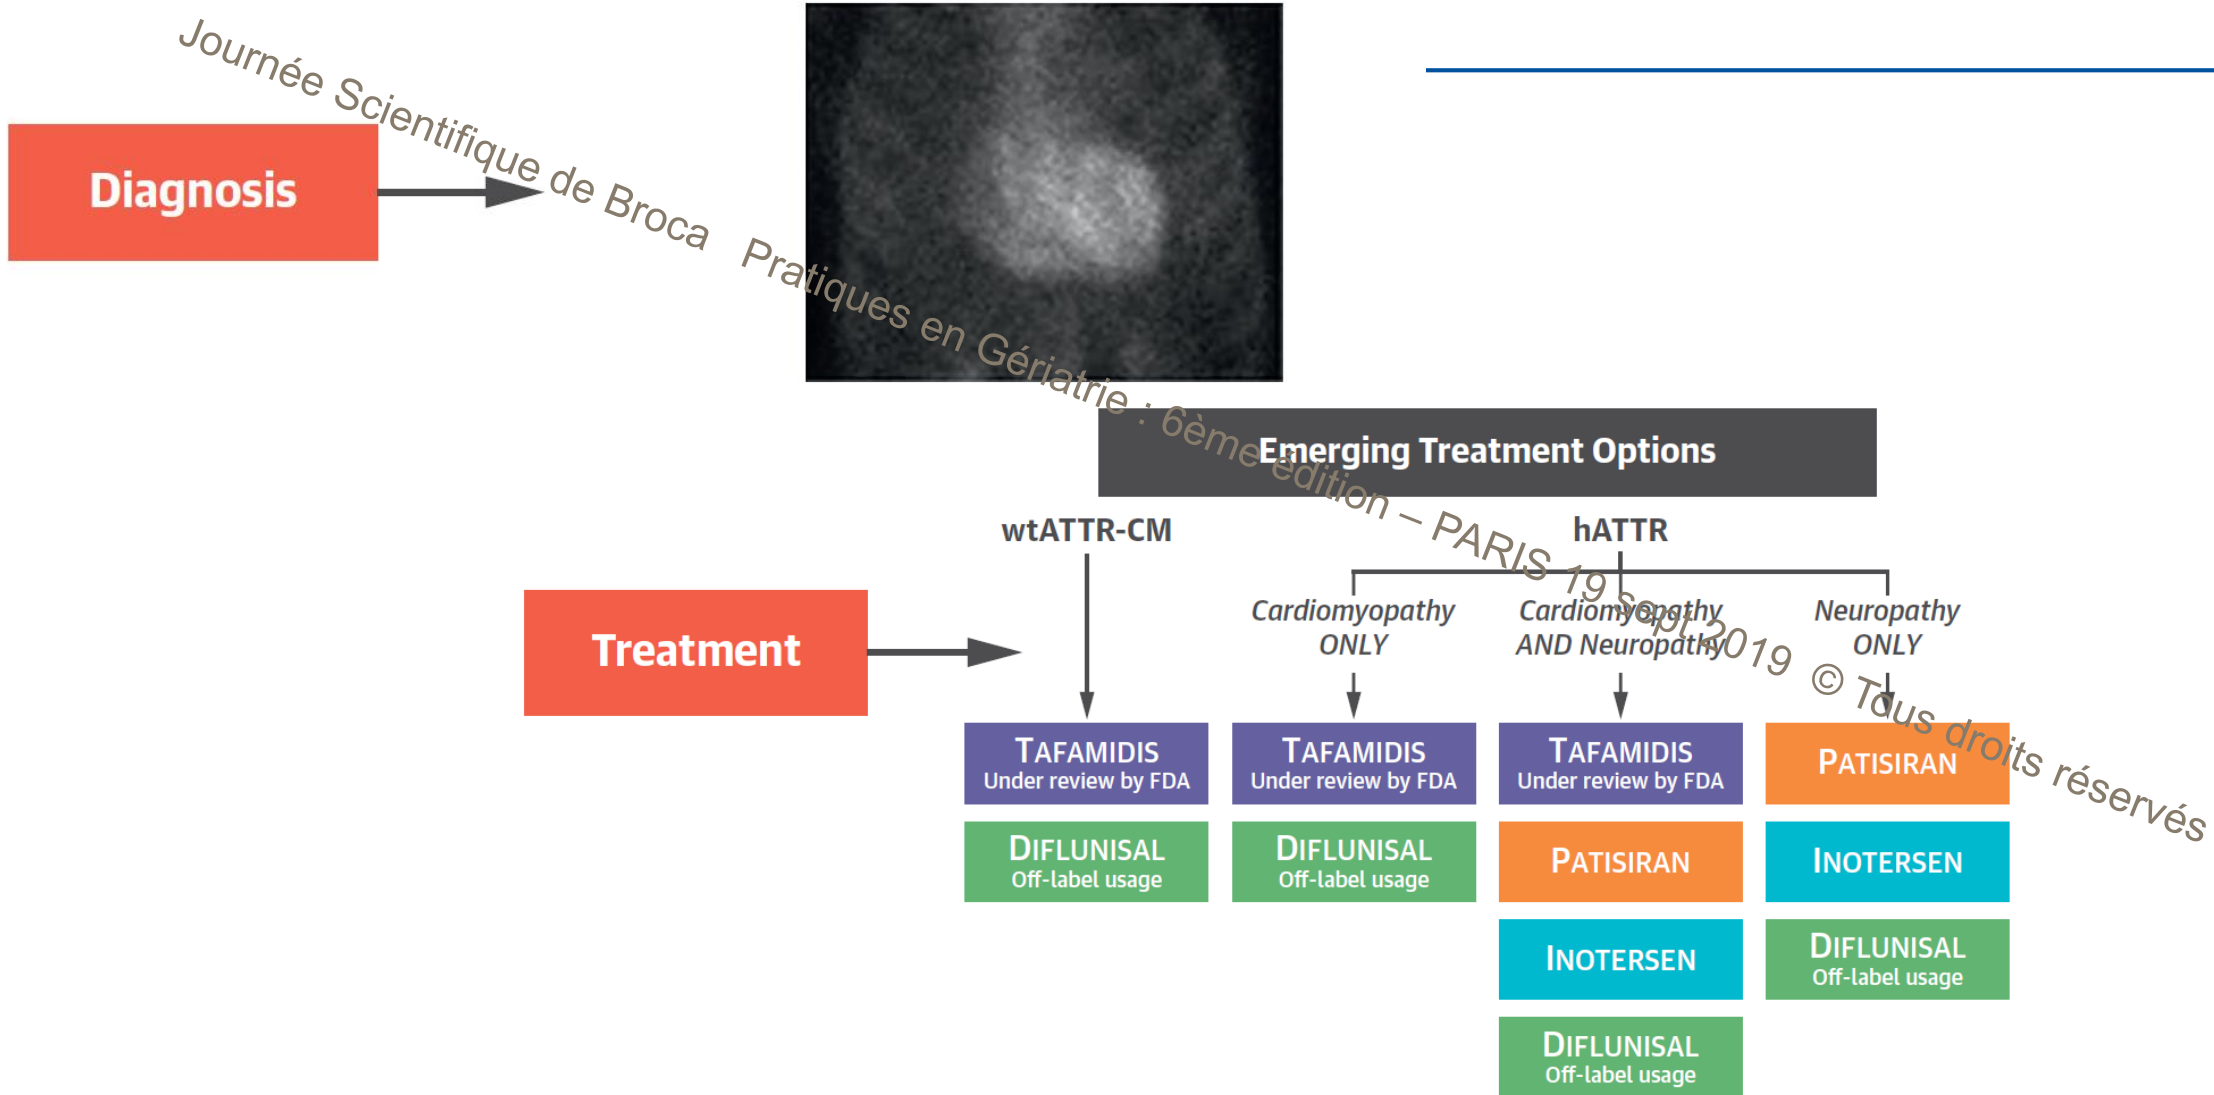 Journée Scientifique de Broca Pratiques en Gériatrie : 6ème édition – PARIS 19 sept 2019 © Tous droits réservés
Diagnosis
Emerging Treatment Options
wtATTR-CM
hATTR
Cardiomyopathy
ONLY
Cardiomyopathy
AND Neuropathy
Neuropathy
ONLY
Treatment
TAFAMIDIS
Under review by FDA
DIFLUNISAL
Off-label usage
TAFAMIDIS
Under review by FDA
DIFLUNISAL
Off-label usage
TAFAMIDIS
Under review by FDA
PATISIRAN
INOTERSEN
DIFLUNISAL
Off-label usage
PATISIRAN
INOTERSEN
DIFLUNISAL
Off-label usage